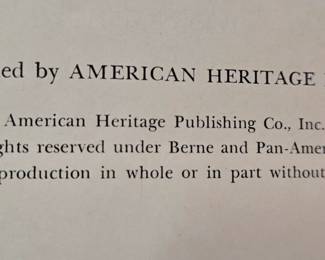 ed by AMERICAN HERITAGE
American Heritage Publishing Co., Inc.
ghts reserved under Berne and Pan-Amer
production in whole or in part without